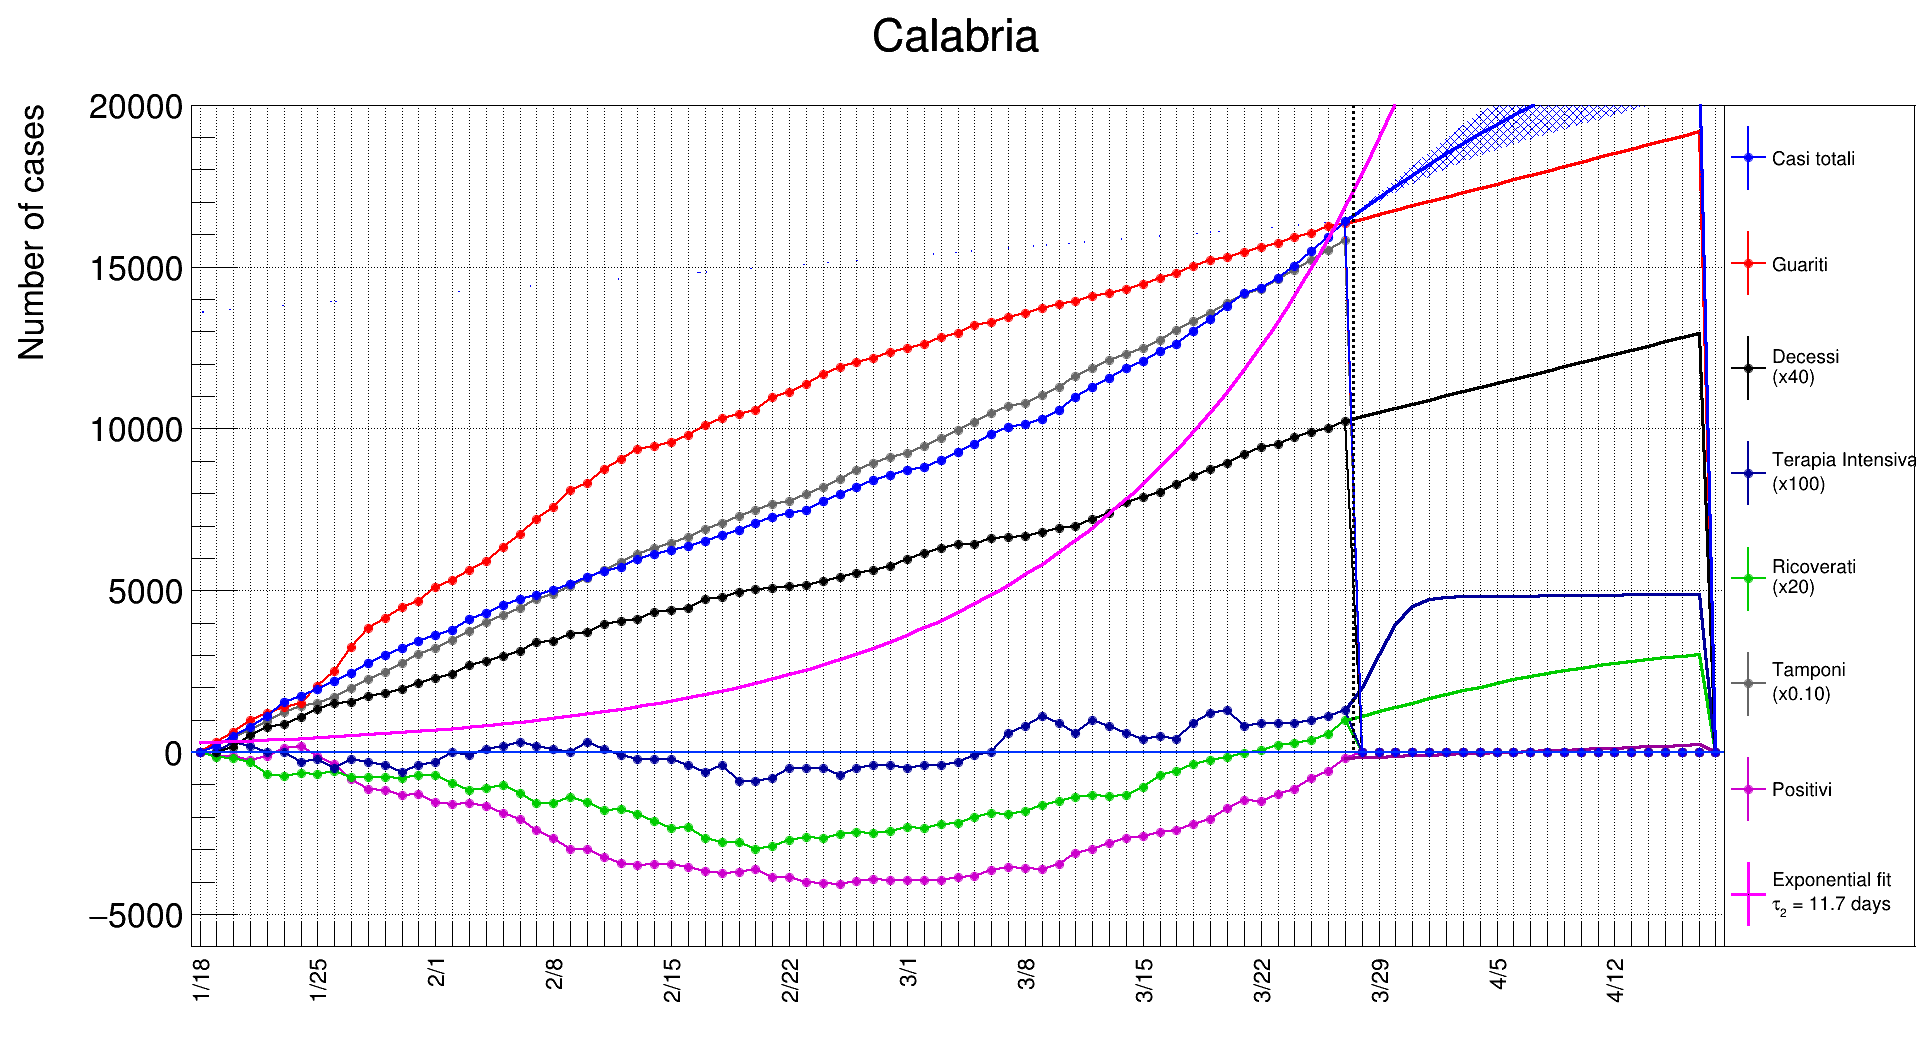 Calabria
Number of cases
20000
15000
10000
5000
0
−5000
1/18
1/25
2/1
2/8
2/15
2/22
3/1
3/8
3/15
3/22
3/29
4/5
4/12
Casi totali
Guariti
Decessi
(x40)
Terapia Intensiva
(x100)
Ricoverati
(x20)
Tamponi
(x0.10)
Positivi
Exponential fit
τ2 = 11.7 days